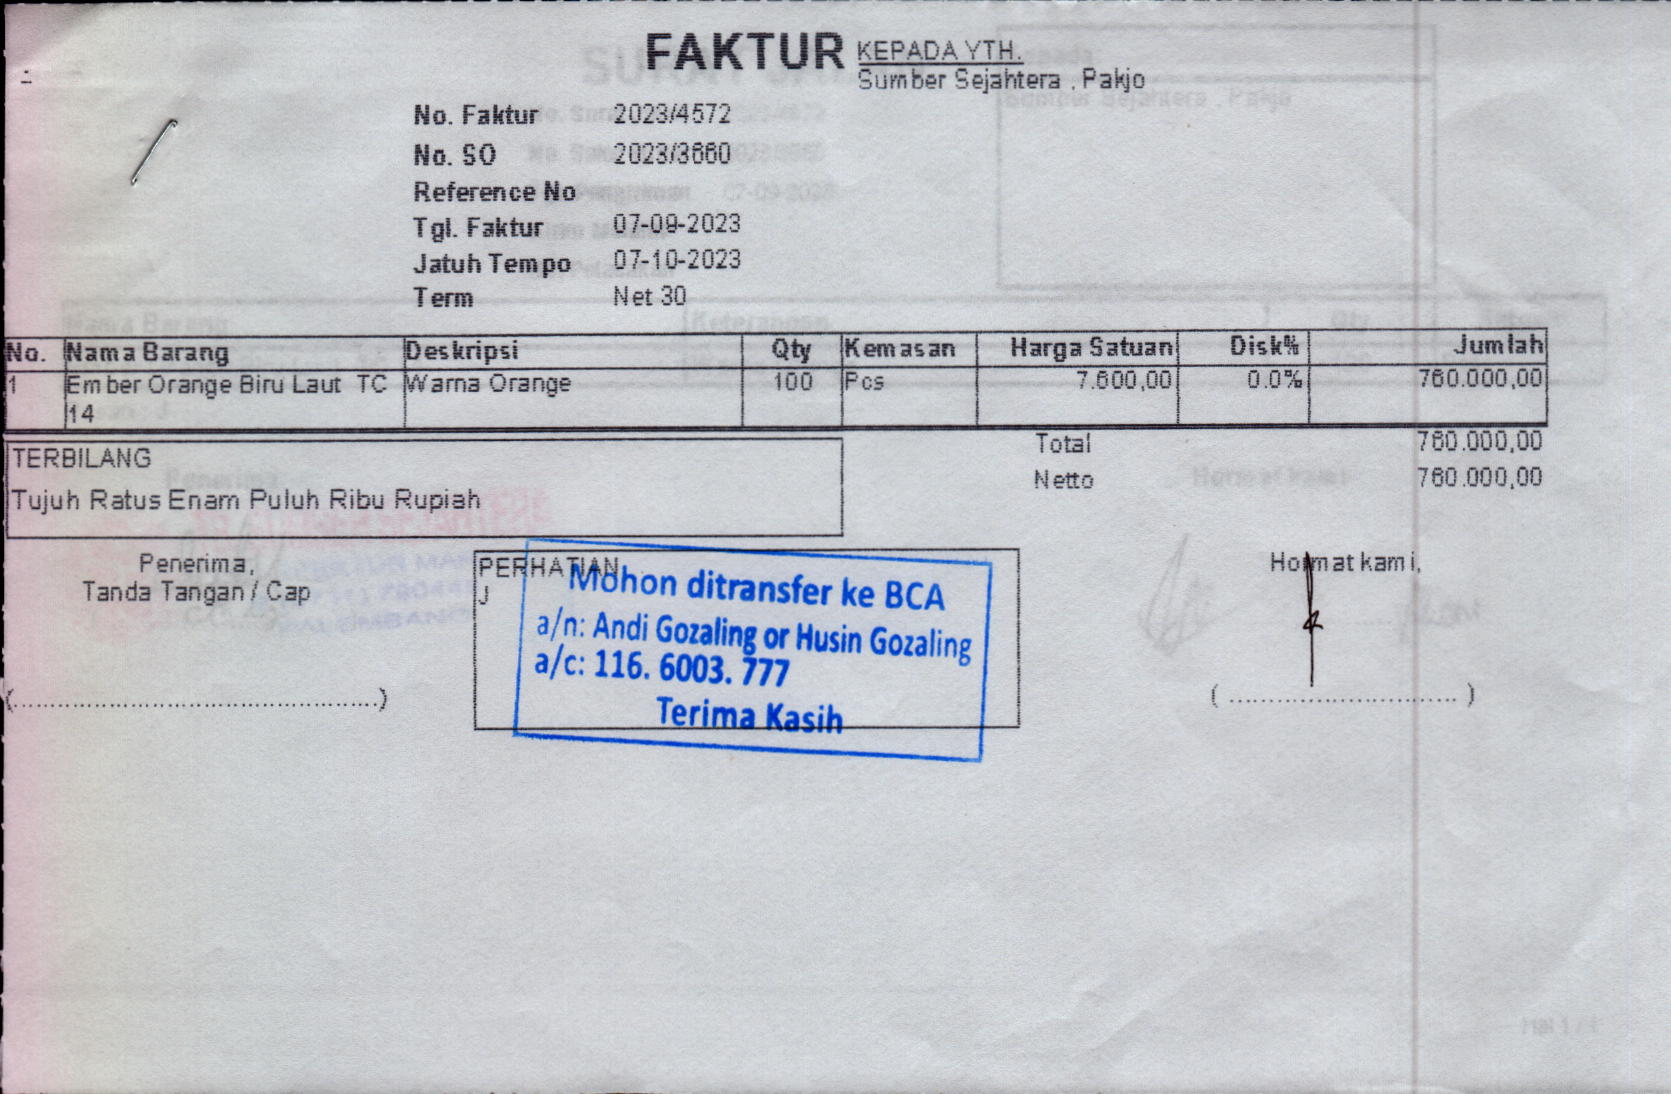 FAKTUR
KEPADA YTH.
Sumber Sejahtera , Pakjo
No. Faktur 2023/4572
No. SO 2023/3660
Reference No
Tgl. Faktur 07-09-2023
Jatuh Tempo 07-10-2023
Term Net 30
No. Nama Barang Deskripsi Qty Kemasan Harga Satuan Disk% Jumlah
1 Ember Orange Biru Laut TC Warna Orange 100 Pcs 7.600,00 0.0% 760.000,00
14
Total 760.000,00
TERBILANG
Netto 760.000,00
Tujuh Ratus Enam Puluh Ribu Rupiah
Penerima,
Tanda Tangan / Cap
(................................................)
PERHATIAN
J
Mohon ditransfer ke BCA
a/n: Andi Gozaling or Husin Gozaling
a/c: 116. 6003. 777
Terima Kasih
Hormat kami,
( ............................. )